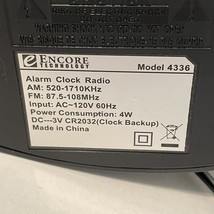 ENCORE
TECHNOLOGY
Model 4336
Alarm Clock Radio
AM: 520-1710KHz
FM: 87.5-108MHz
Input: AC~120V 60Hz
Power Consumption: 4W
DC⎓3V CR2032(Clock Backup)
Made in China